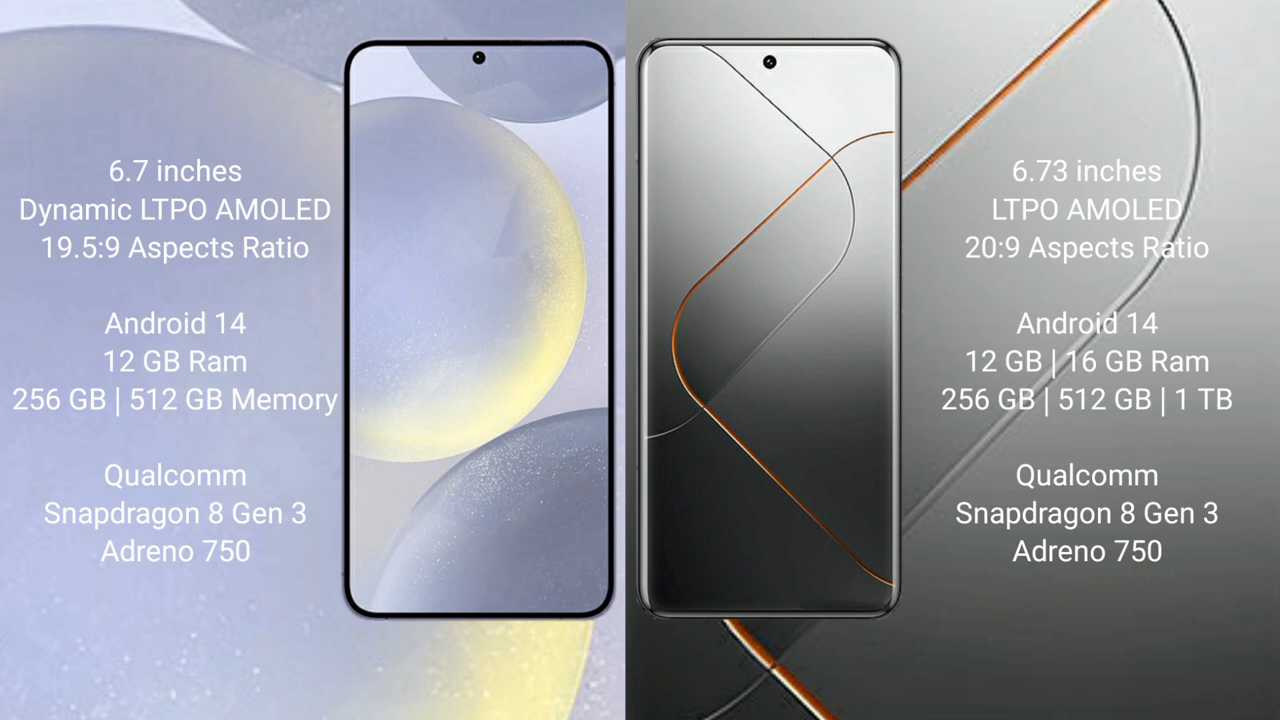 6.7 inches
Dynamic LTPO AMOLED
19.5:9 Aspects Ratio
Android 14
12 GB Ram
256 GB | 512 GB Memory
Qualcomm
Snapdragon 8 Gen 3
Adreno 750
6.73 inches
LTPO AMOLED
20:9 Aspects Ratio
Android 14
12 GB | 16 GB Ram
256 GB | 512 GB | 1 TB
Qualcomm
Snapdragon 8 Gen 3
Adreno 750